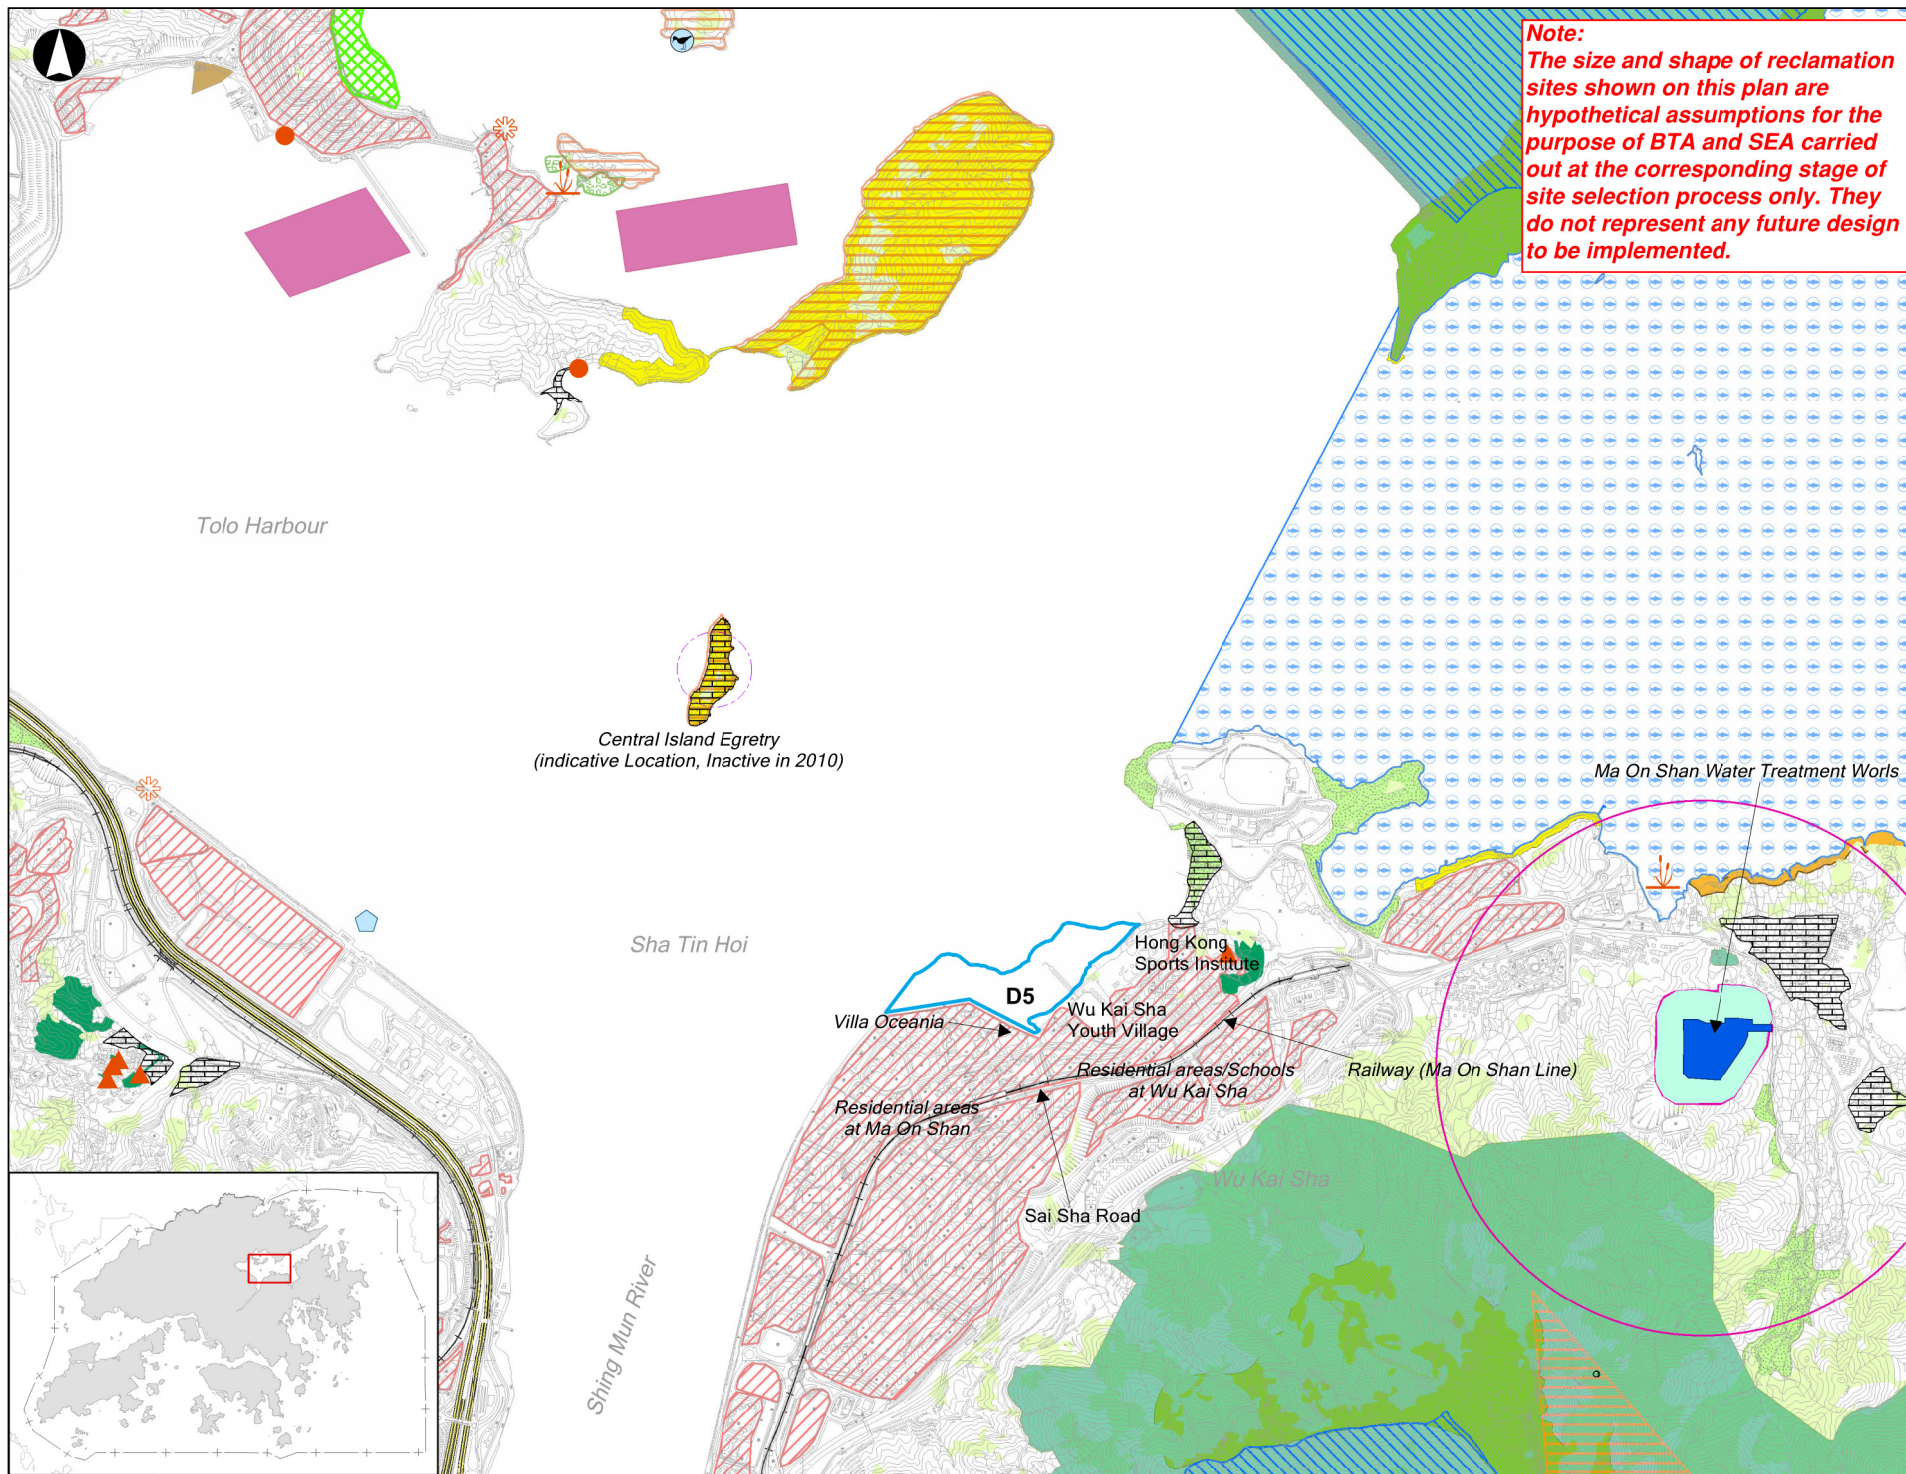 Note:
The size and shape of reclamation
sites shown on this plan are
hypothetical assumptions for the
purpose of BTA and SEA carried
out at the corresponding stage of
site selection process only. They
do not represent any future design
to be implemented.
Tolo Harbour
Central Island Egretry
(indicative Location, Inactive in 2010)
Ma On Shan Water Treatment Worls
Sha Tin Hoi
Hong Kong
Sports Institute
D5
Villa Oceania
Wu Kai Sha
Youth Village
Residential areas/Schools
at Wu Kai Sha
Railway (Ma On Shan Line)
Residential areas
at Ma On Shan
Wu Kai Sha
Sai Sha Road
Shing Mun River